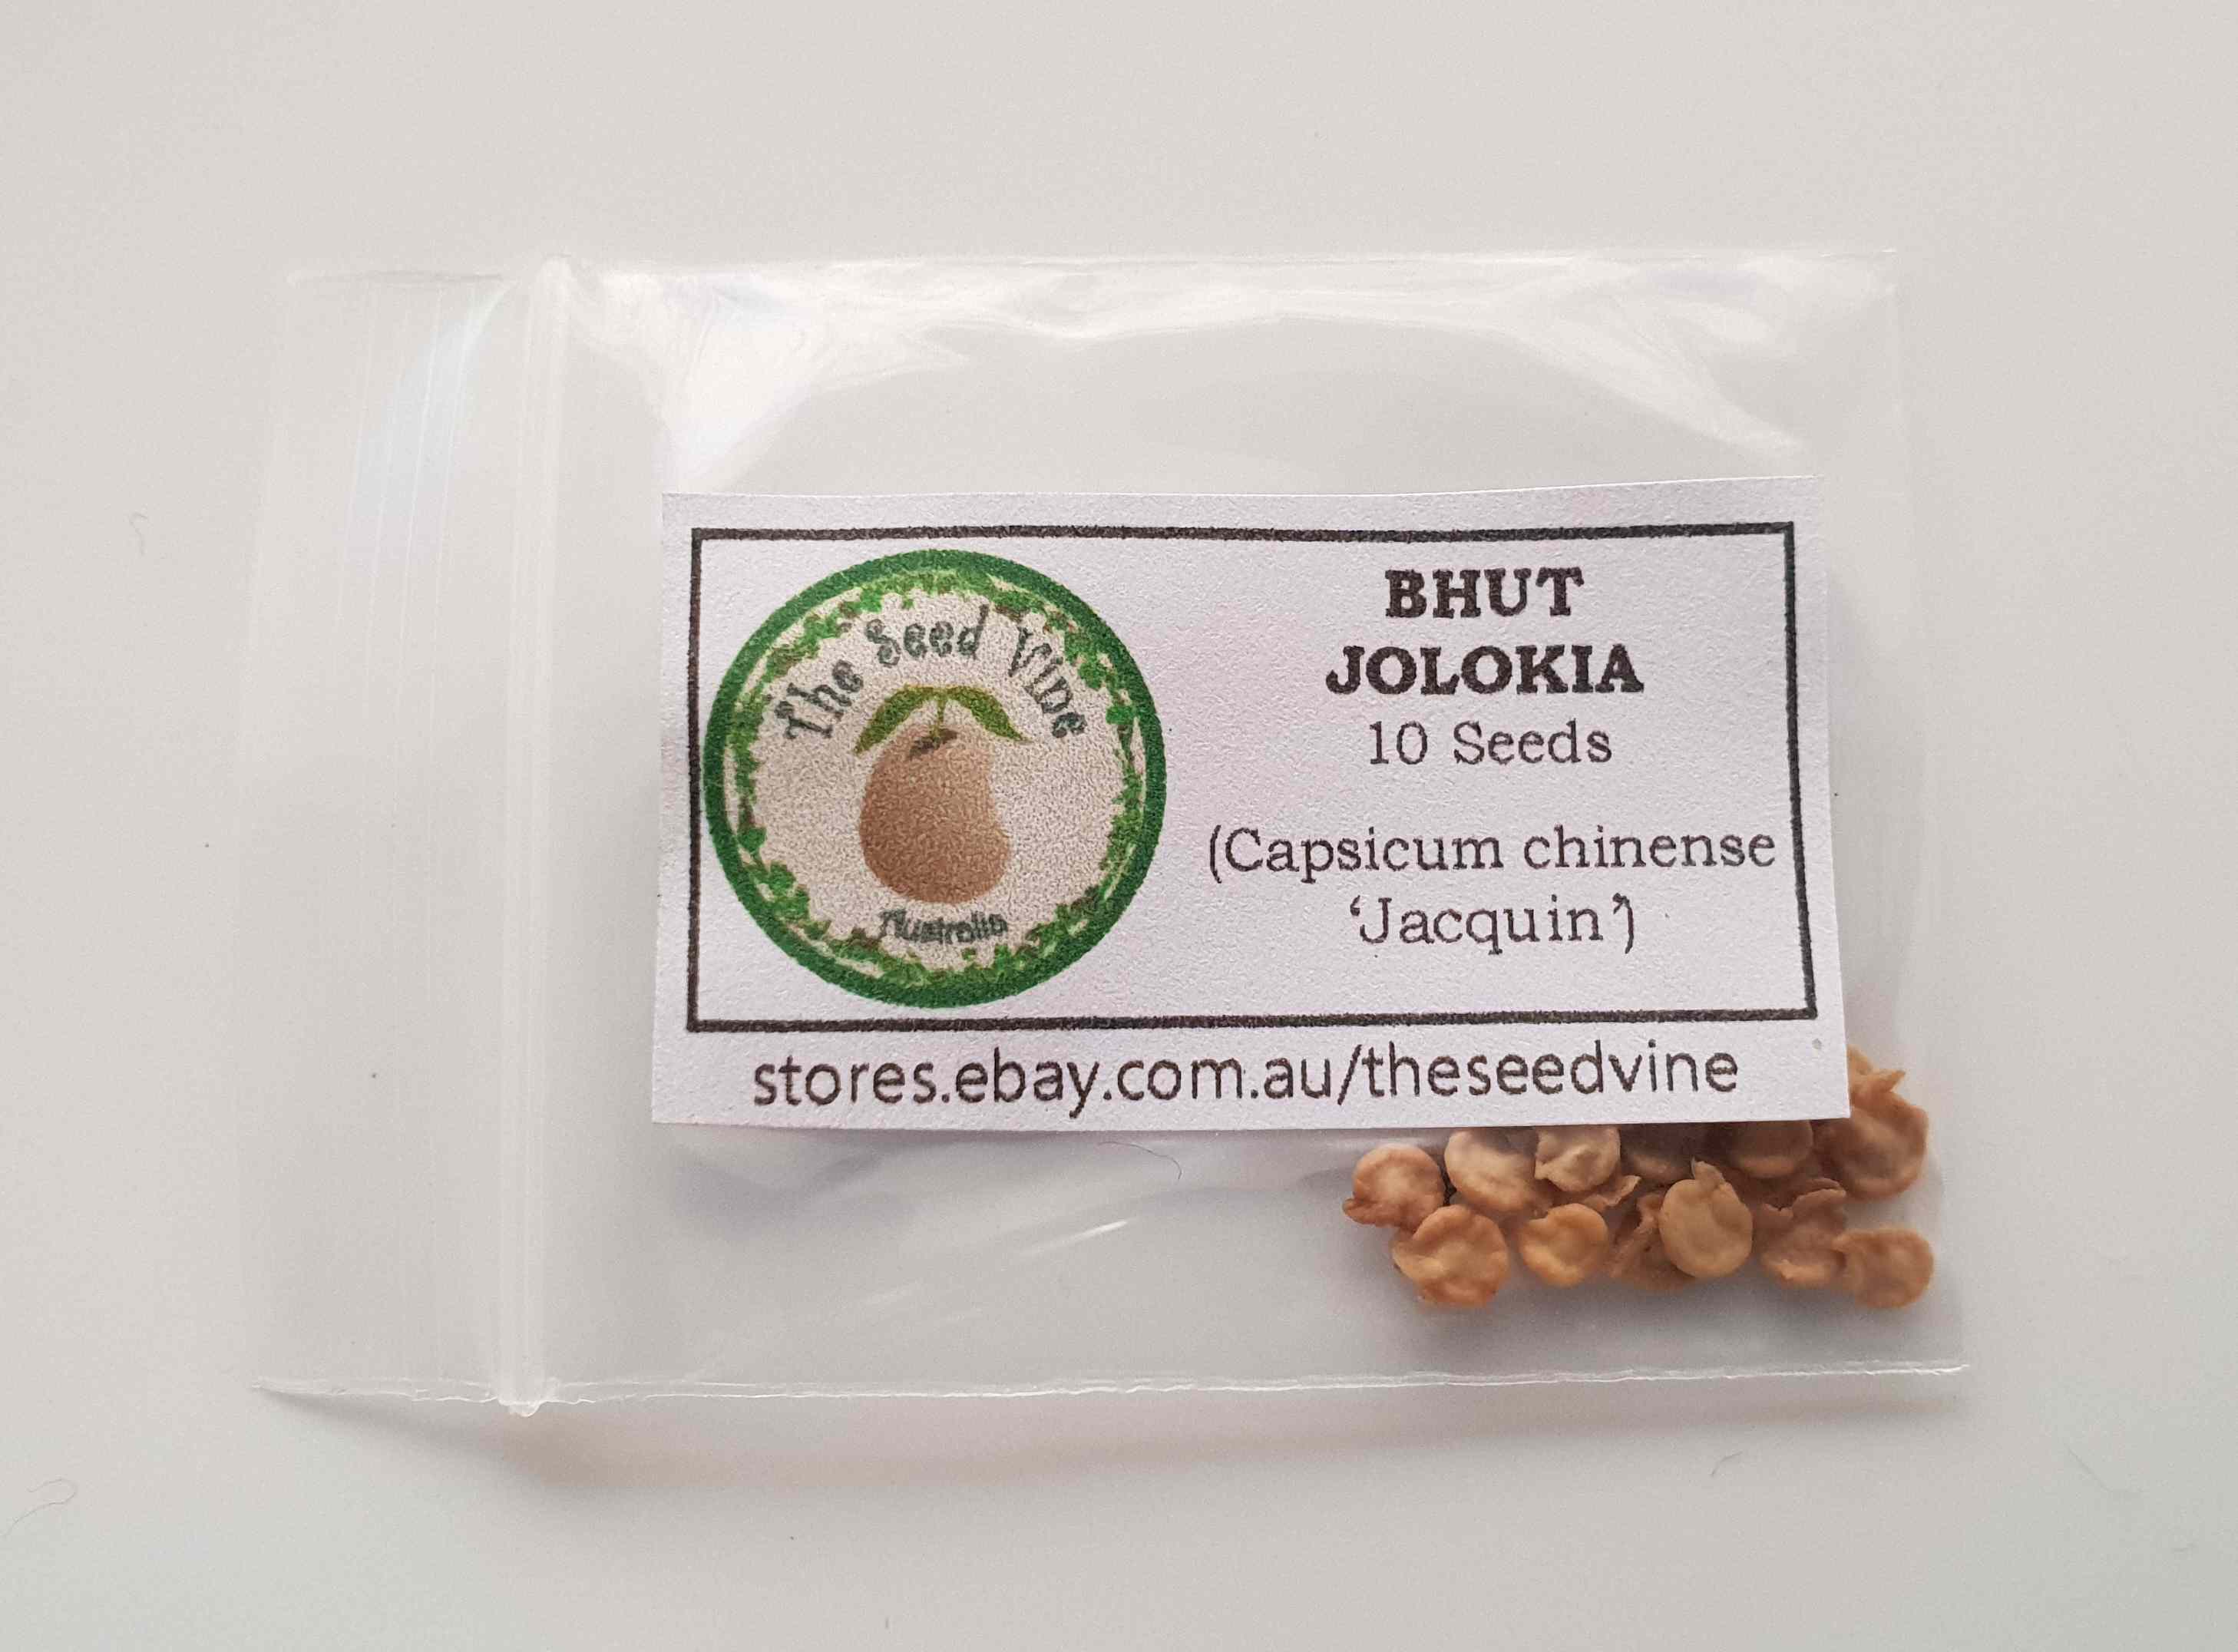 The Seed Vine
Australia
BHUT
JOLOKIA
10 Seeds
(Capsicum chinense
‘Jacquin’)
stores.ebay.com.au/theseedvine